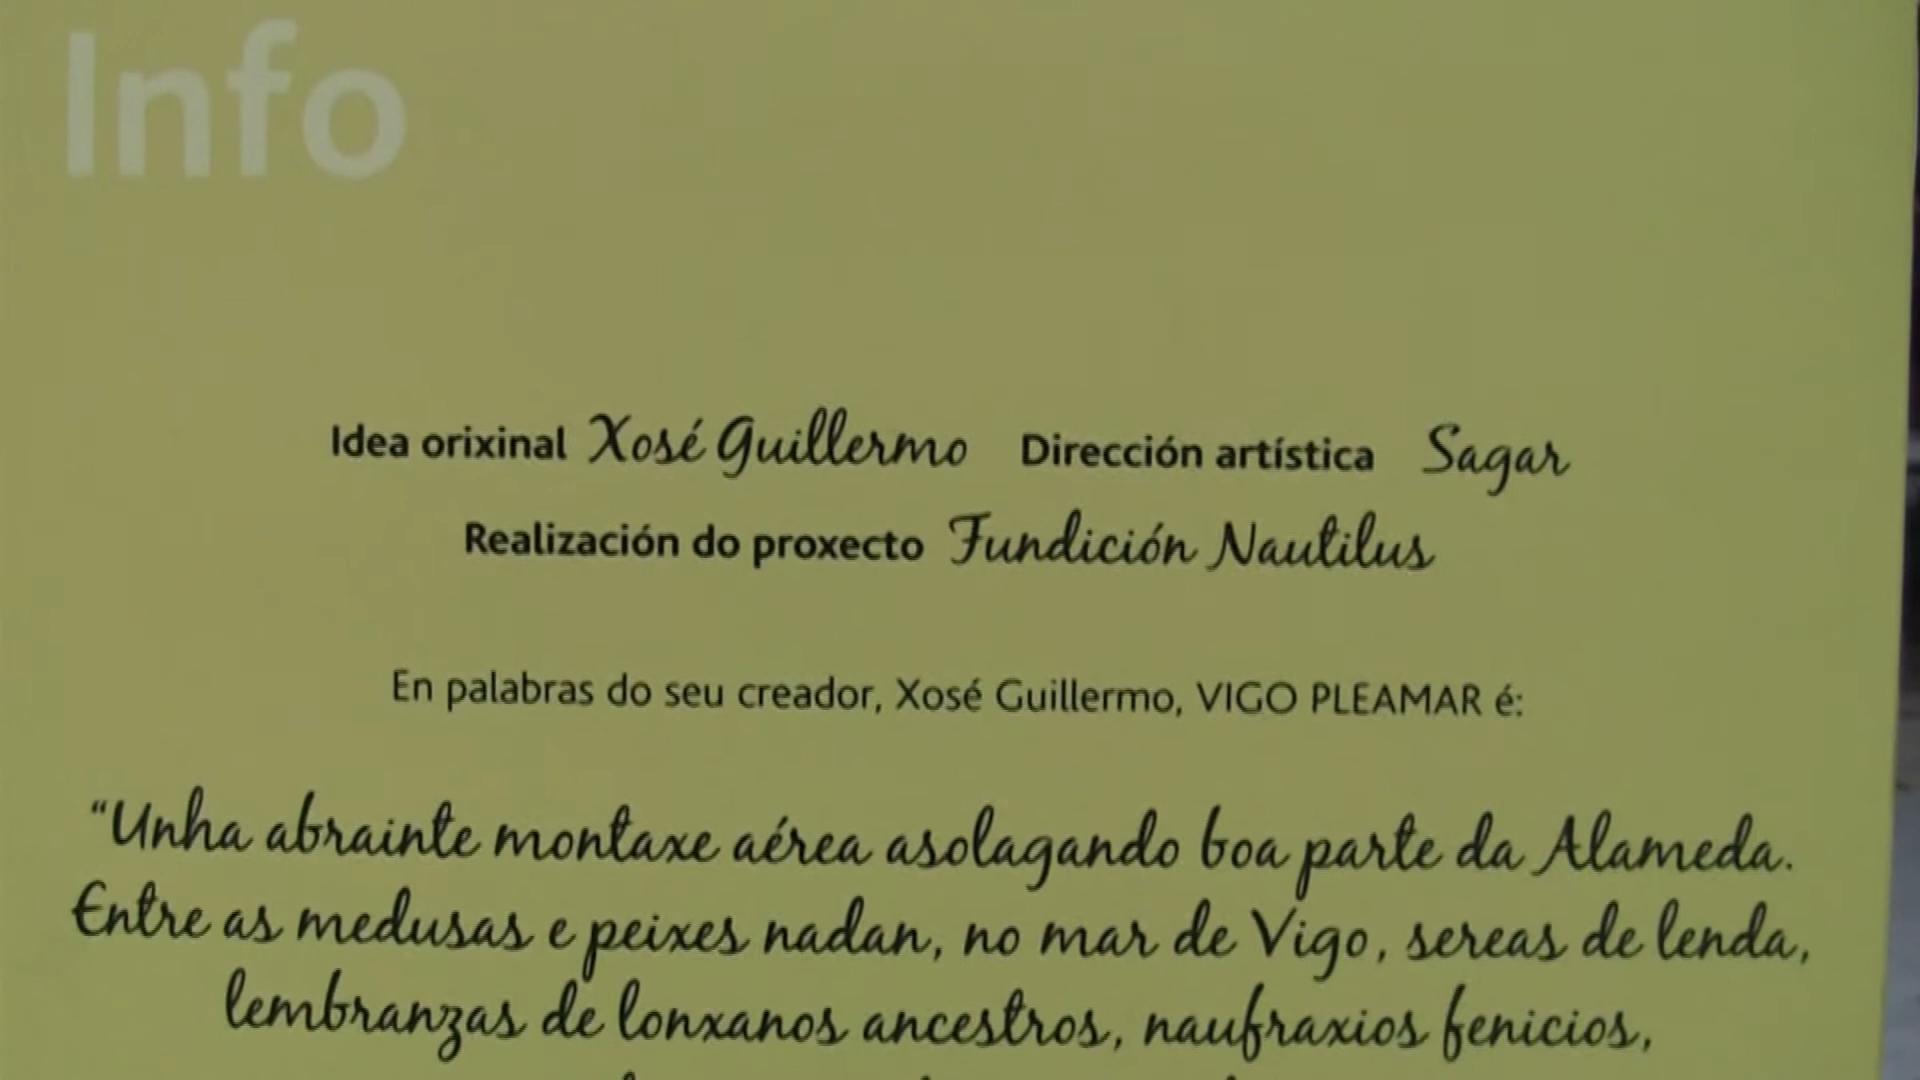 Info
Idea orixinal Xosé Guillermo Dirección artística Sagar
Realización do proxecto Fundición Nautilus
En palabras do seu creador, Xosé Guillermo, VIGO PLEAMAR é:
“Unha abrainte montaxe aérea asolagando boa parte da Alameda.
Entre as medusas e peixes nadan, no mar de Vigo, sereas de lenda,
lembranzas de lonxanos ancestros, naufraxios fenicios,